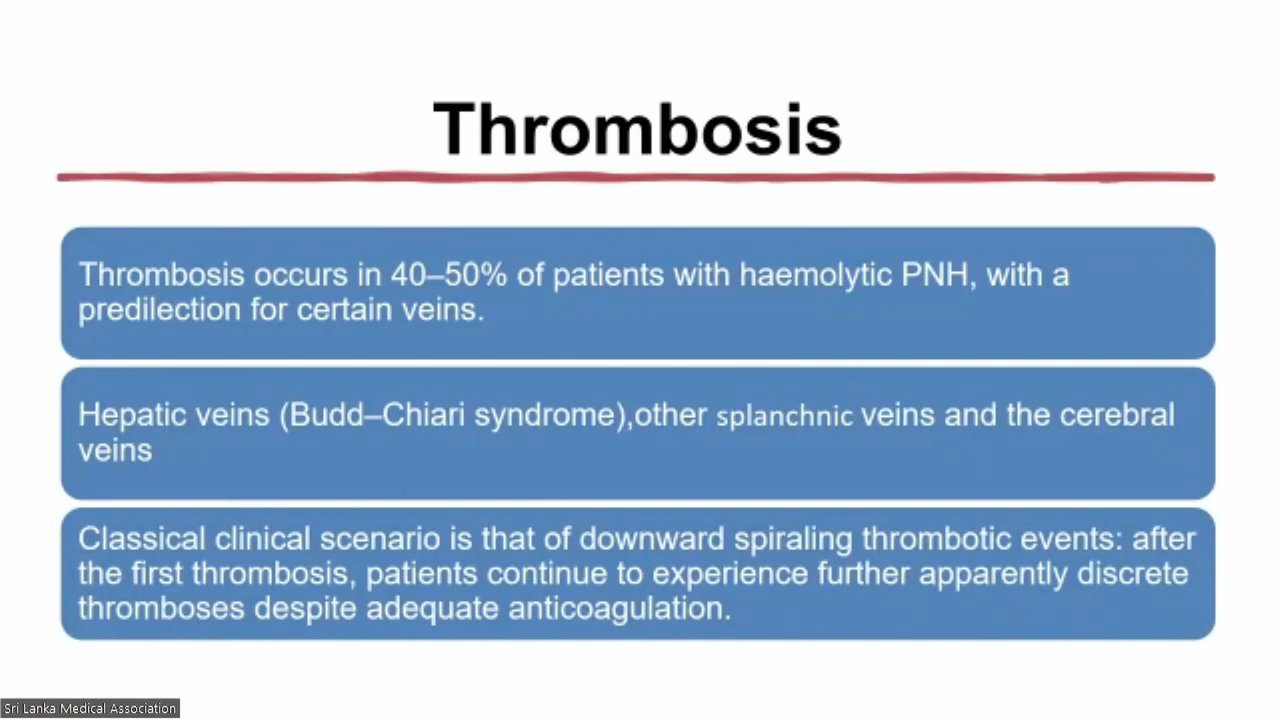 Thrombosis
Thrombosis occurs in 40–50% of patients with haemolytic PNH, with a
predilection for certain veins.
Hepatic veins (Budd–Chiari syndrome),other splanchnic veins and the cerebral
veins
Classical clinical scenario is that of downward spiraling thrombotic events: after
the first thrombosis, patients continue to experience further apparently discrete
thromboses despite adequate anticoagulation.
Sri Lanka Medical Association